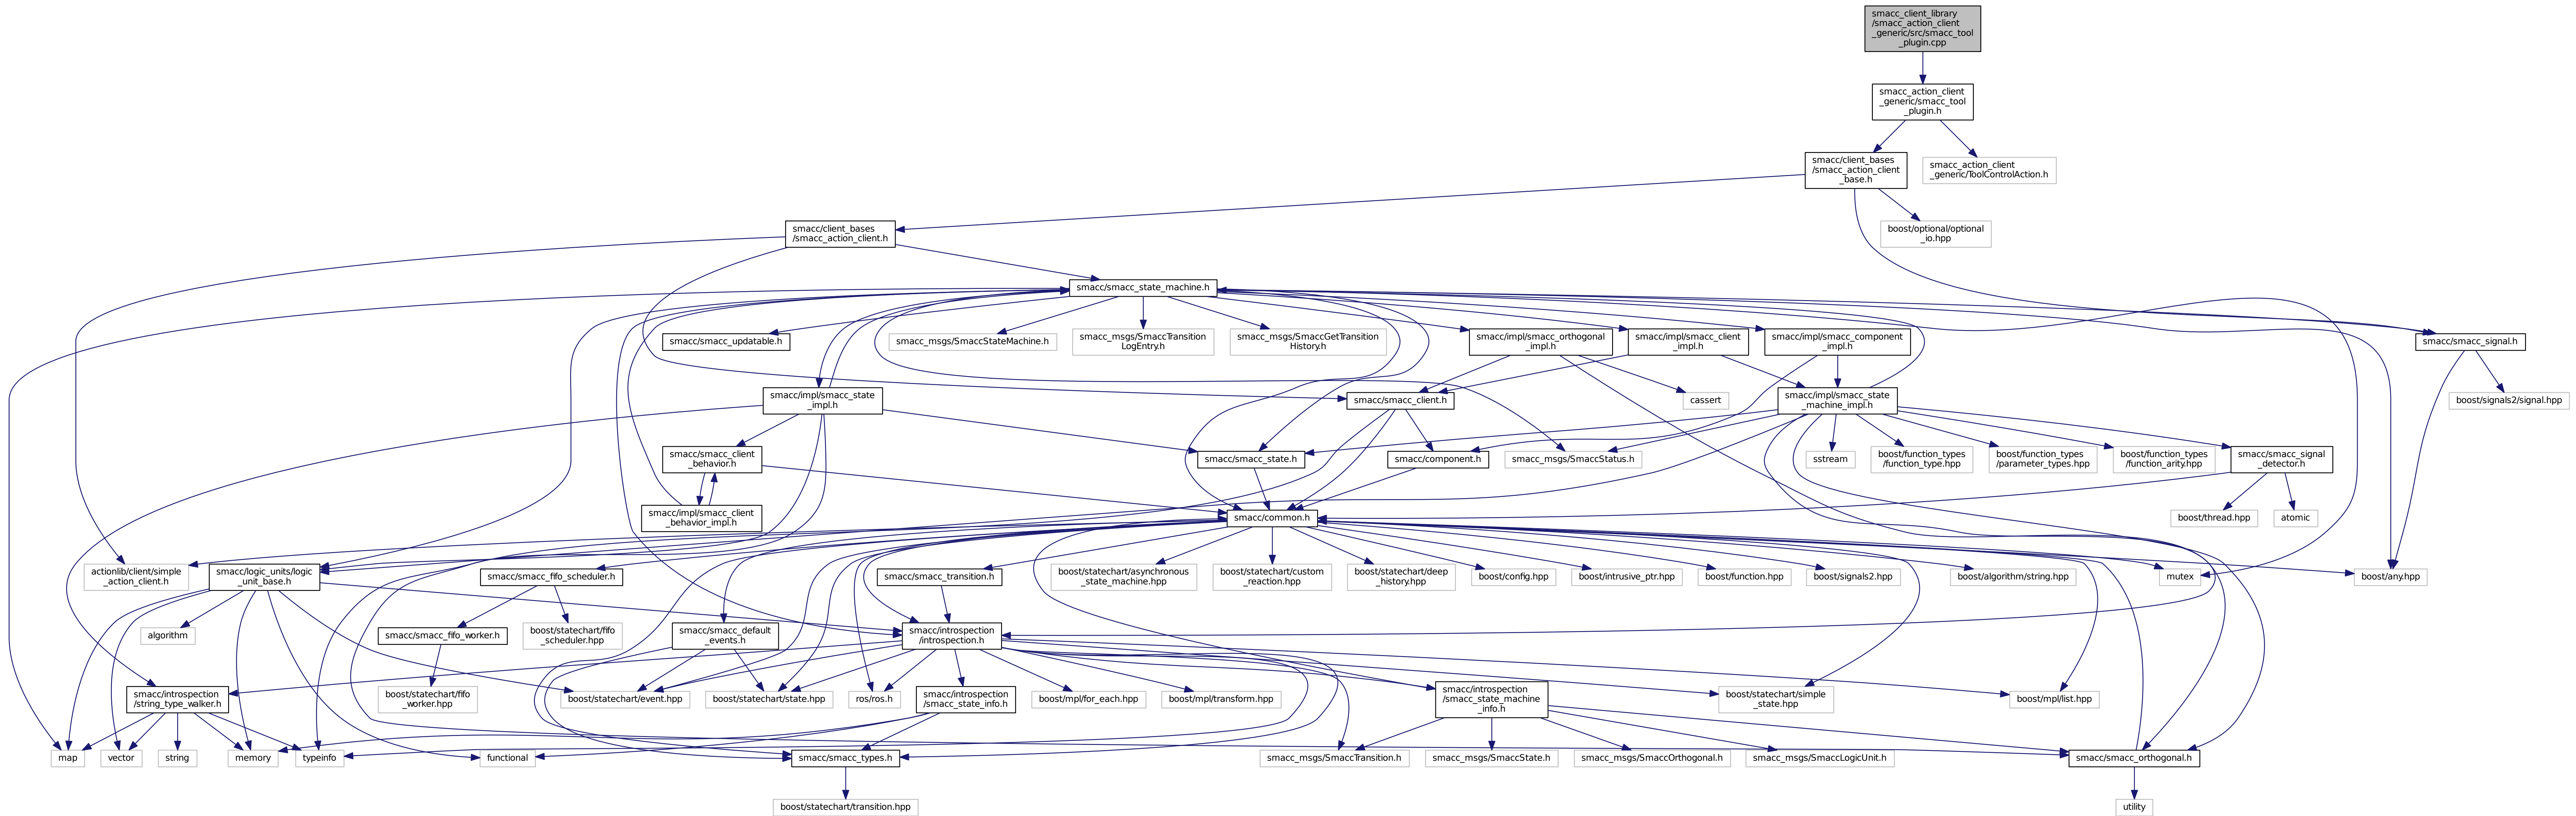 smacc_client_library
/smacc_action_client
_generic/src/smacc_tool
_plugin.cpp
smacc_action_client
_generic/smacc_tool
_plugin.h
smacc/client_bases
/smacc_action_client
_base.h
smacc_action_client
_generic/ToolControlAction.h
smacc/client_bases
/smacc_action_client.h
boost/optional/optional
_io.hpp
smacc/smacc_state_machine.h
smacc/smacc_updatable.h
smacc_msgs/SmaccStateMachine.h
smacc_msgs/SmaccTransition
LogEntry.h
smacc_msgs/SmaccGetTransition
History.h
smacc/impl/smacc_orthogonal
_impl.h
smacc/impl/smacc_client
_impl.h
smacc/impl/smacc_component
_impl.h
smacc/smacc_signal.h
smacc/impl/smacc_state
_impl.h
smacc/smacc_client.h
cassert
smacc/impl/smacc_state
_machine_impl.h
boost/signals2/signal.hpp
smacc/smacc_client
_behavior.h
smacc/smacc_state.h
smacc/component.h
smacc_msgs/SmaccStatus.h
sstream
boost/function_types
/function_type.hpp
boost/function_types
/parameter_types.hpp
boost/function_types
/function_arity.hpp
smacc/smacc_signal
_detector.h
smacc/impl/smacc_client
_behavior_impl.h
smacc/common.h
boost/thread.hpp
atomic
actionlib/client/simple
_action_client.h
smacc/logic_units/logic
_unit_base.h
smacc/smacc_fifo_scheduler.h
smacc/smacc_transition.h
boost/statechart/asynchronous
_state_machine.hpp
boost/statechart/custom
_reaction.hpp
boost/statechart/deep
_history.hpp
boost/config.hpp
boost/intrusive_ptr.hpp
boost/function.hpp
boost/signals2.hpp
boost/algorithm/string.hpp
mutex
boost/any.hpp
algorithm
smacc/smacc_fifo_worker.h
boost/statechart/fifo
_scheduler.hpp
smacc/smacc_default
_events.h
smacc/introspection
/introspection.h
smacc/introspection
/string_type_walker.h
boost/statechart/fifo
_worker.hpp
boost/statechart/event.hpp
boost/statechart/state.hpp
ros/ros.h
smacc/introspection
/smacc_state_info.h
boost/mpl/for_each.hpp
boost/mpl/transform.hpp
smacc/introspection
/smacc_state_machine
_info.h
boost/statechart/simple
_state.hpp
boost/mpl/list.hpp
map
vector
string
memory
typeinfo
functional
smacc/smacc_types.h
smacc_msgs/SmaccTransition.h
smacc_msgs/SmaccState.h
smacc_msgs/SmaccOrthogonal.h
smacc_msgs/SmaccLogicUnit.h
smacc/smacc_orthogonal.h
boost/statechart/transition.hpp
utility